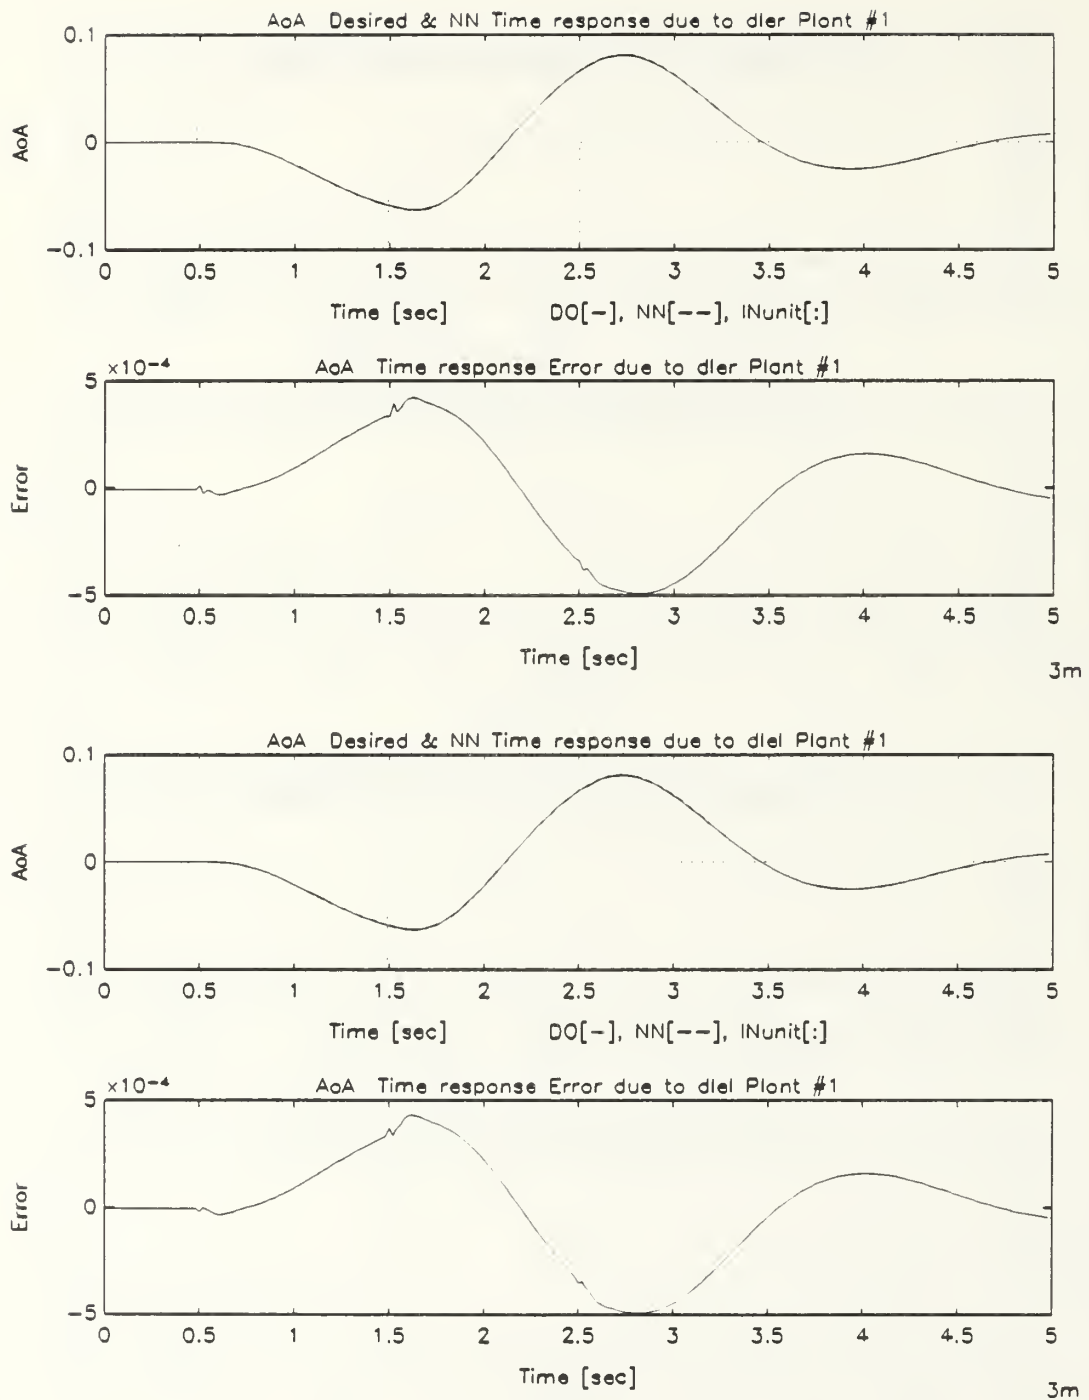 AoA Desired & NN Time response due to dler Plant #1
0.1
0
-0.1
AoA
0 0.5 1 1.5 2 2.5 3 3.5 4 4.5 5
Time [sec] DO[-], NN[--], INunit[:]
×10-4 AoA Time response Error due to dler Plant #1
5
0
-5
Error
0 0.5 1 1.5 2 2.5 3 3.5 4 4.5 5
Time [sec]
3m
AoA Desired & NN Time response due to dlel Plant #1
0.1
0
-0.1
AoA
0 0.5 1 1.5 2 2.5 3 3.5 4 4.5 5
Time [sec] DO[-], NN[--], INunit[:]
×10-4 AoA Time response Error due to dlel Plant #1
5
0
-5
Error
0 0.5 1 1.5 2 2.5 3 3.5 4 4.5 5
Time [sec]
3m